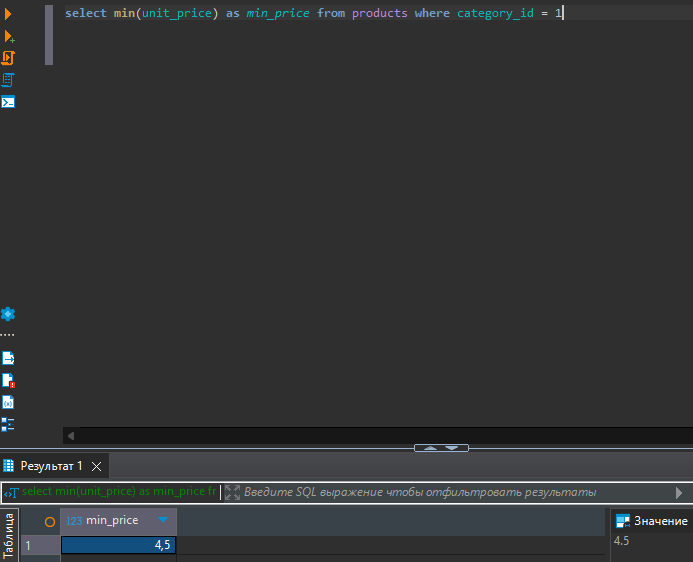 select min(unit_price) as min_price from products where category_id = 1
Результат 1
select min(unit_price) as min_price fr
Введите SQL выражение чтобы отфильтровать результаты
Таблица
123 min_price
Значение
1
4,5
4.5